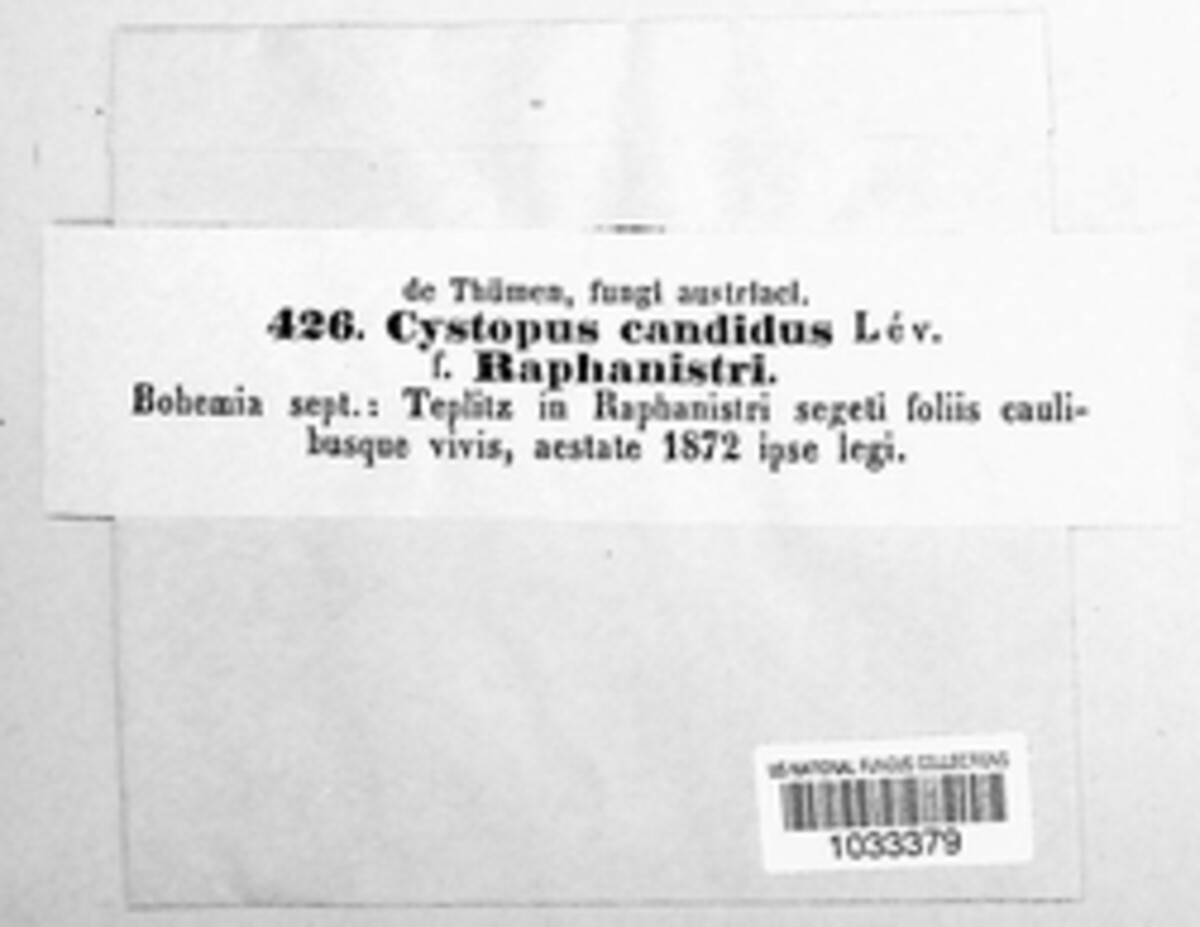 de Thümen, fungi austriaci.
426. Cystopus candidus Lév.
f. Raphanistri.
Bohemia sept.: Teplitz in Raphanistri segeti foliis cauli-
busque vivis, aestate 1872 ipse legi.
US NATIONAL FUNGUS COLLECTIONS
1033379